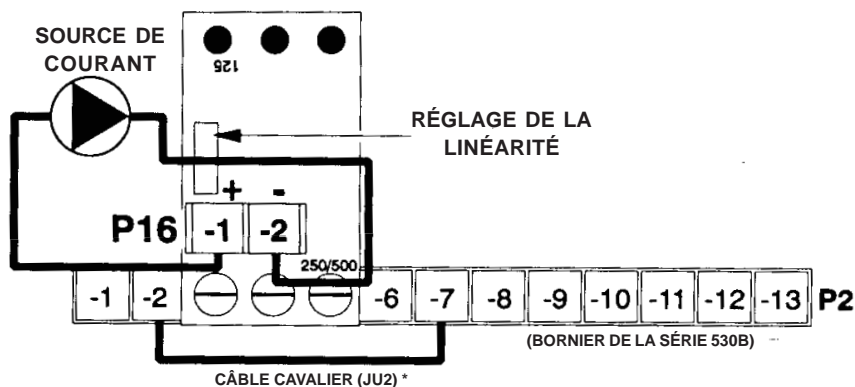 SOURCE DE
COURANT
125
RÉGLAGE DE LA
LINÉARITÉ
+ -
P16 -1 -2
250/500
-1 -2 -6 -7 -8 -9 -10 -11 -12 -13 P2
(BORNIER DE LA SÉRIE 530B)
CÂBLE CAVALIER (JU2) *